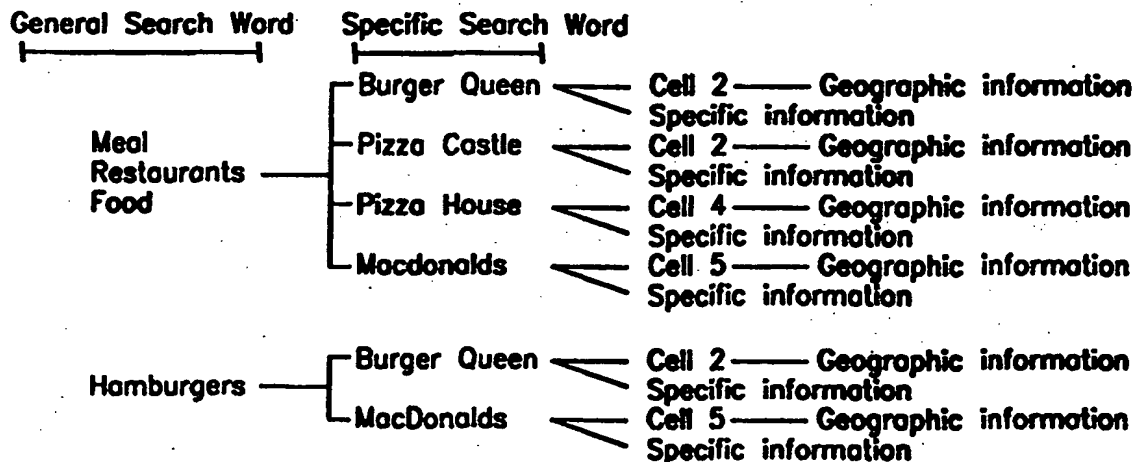 General Search Word Specific Search Word
Burger Queen Cell 2 Geographic information
Specific information
Meal
Pizza Castle Cell 2 Geographic information
Restaurants
Specific information
Food
Pizza House Cell 4 Geographic information
Specific information
Macdonalds Cell 5 Geographic information
Specific information
Burger Queen Cell 2 Geographic information
Hamburgers
Specific information
MacDonalds Cell 5 Geographic information
Specific information